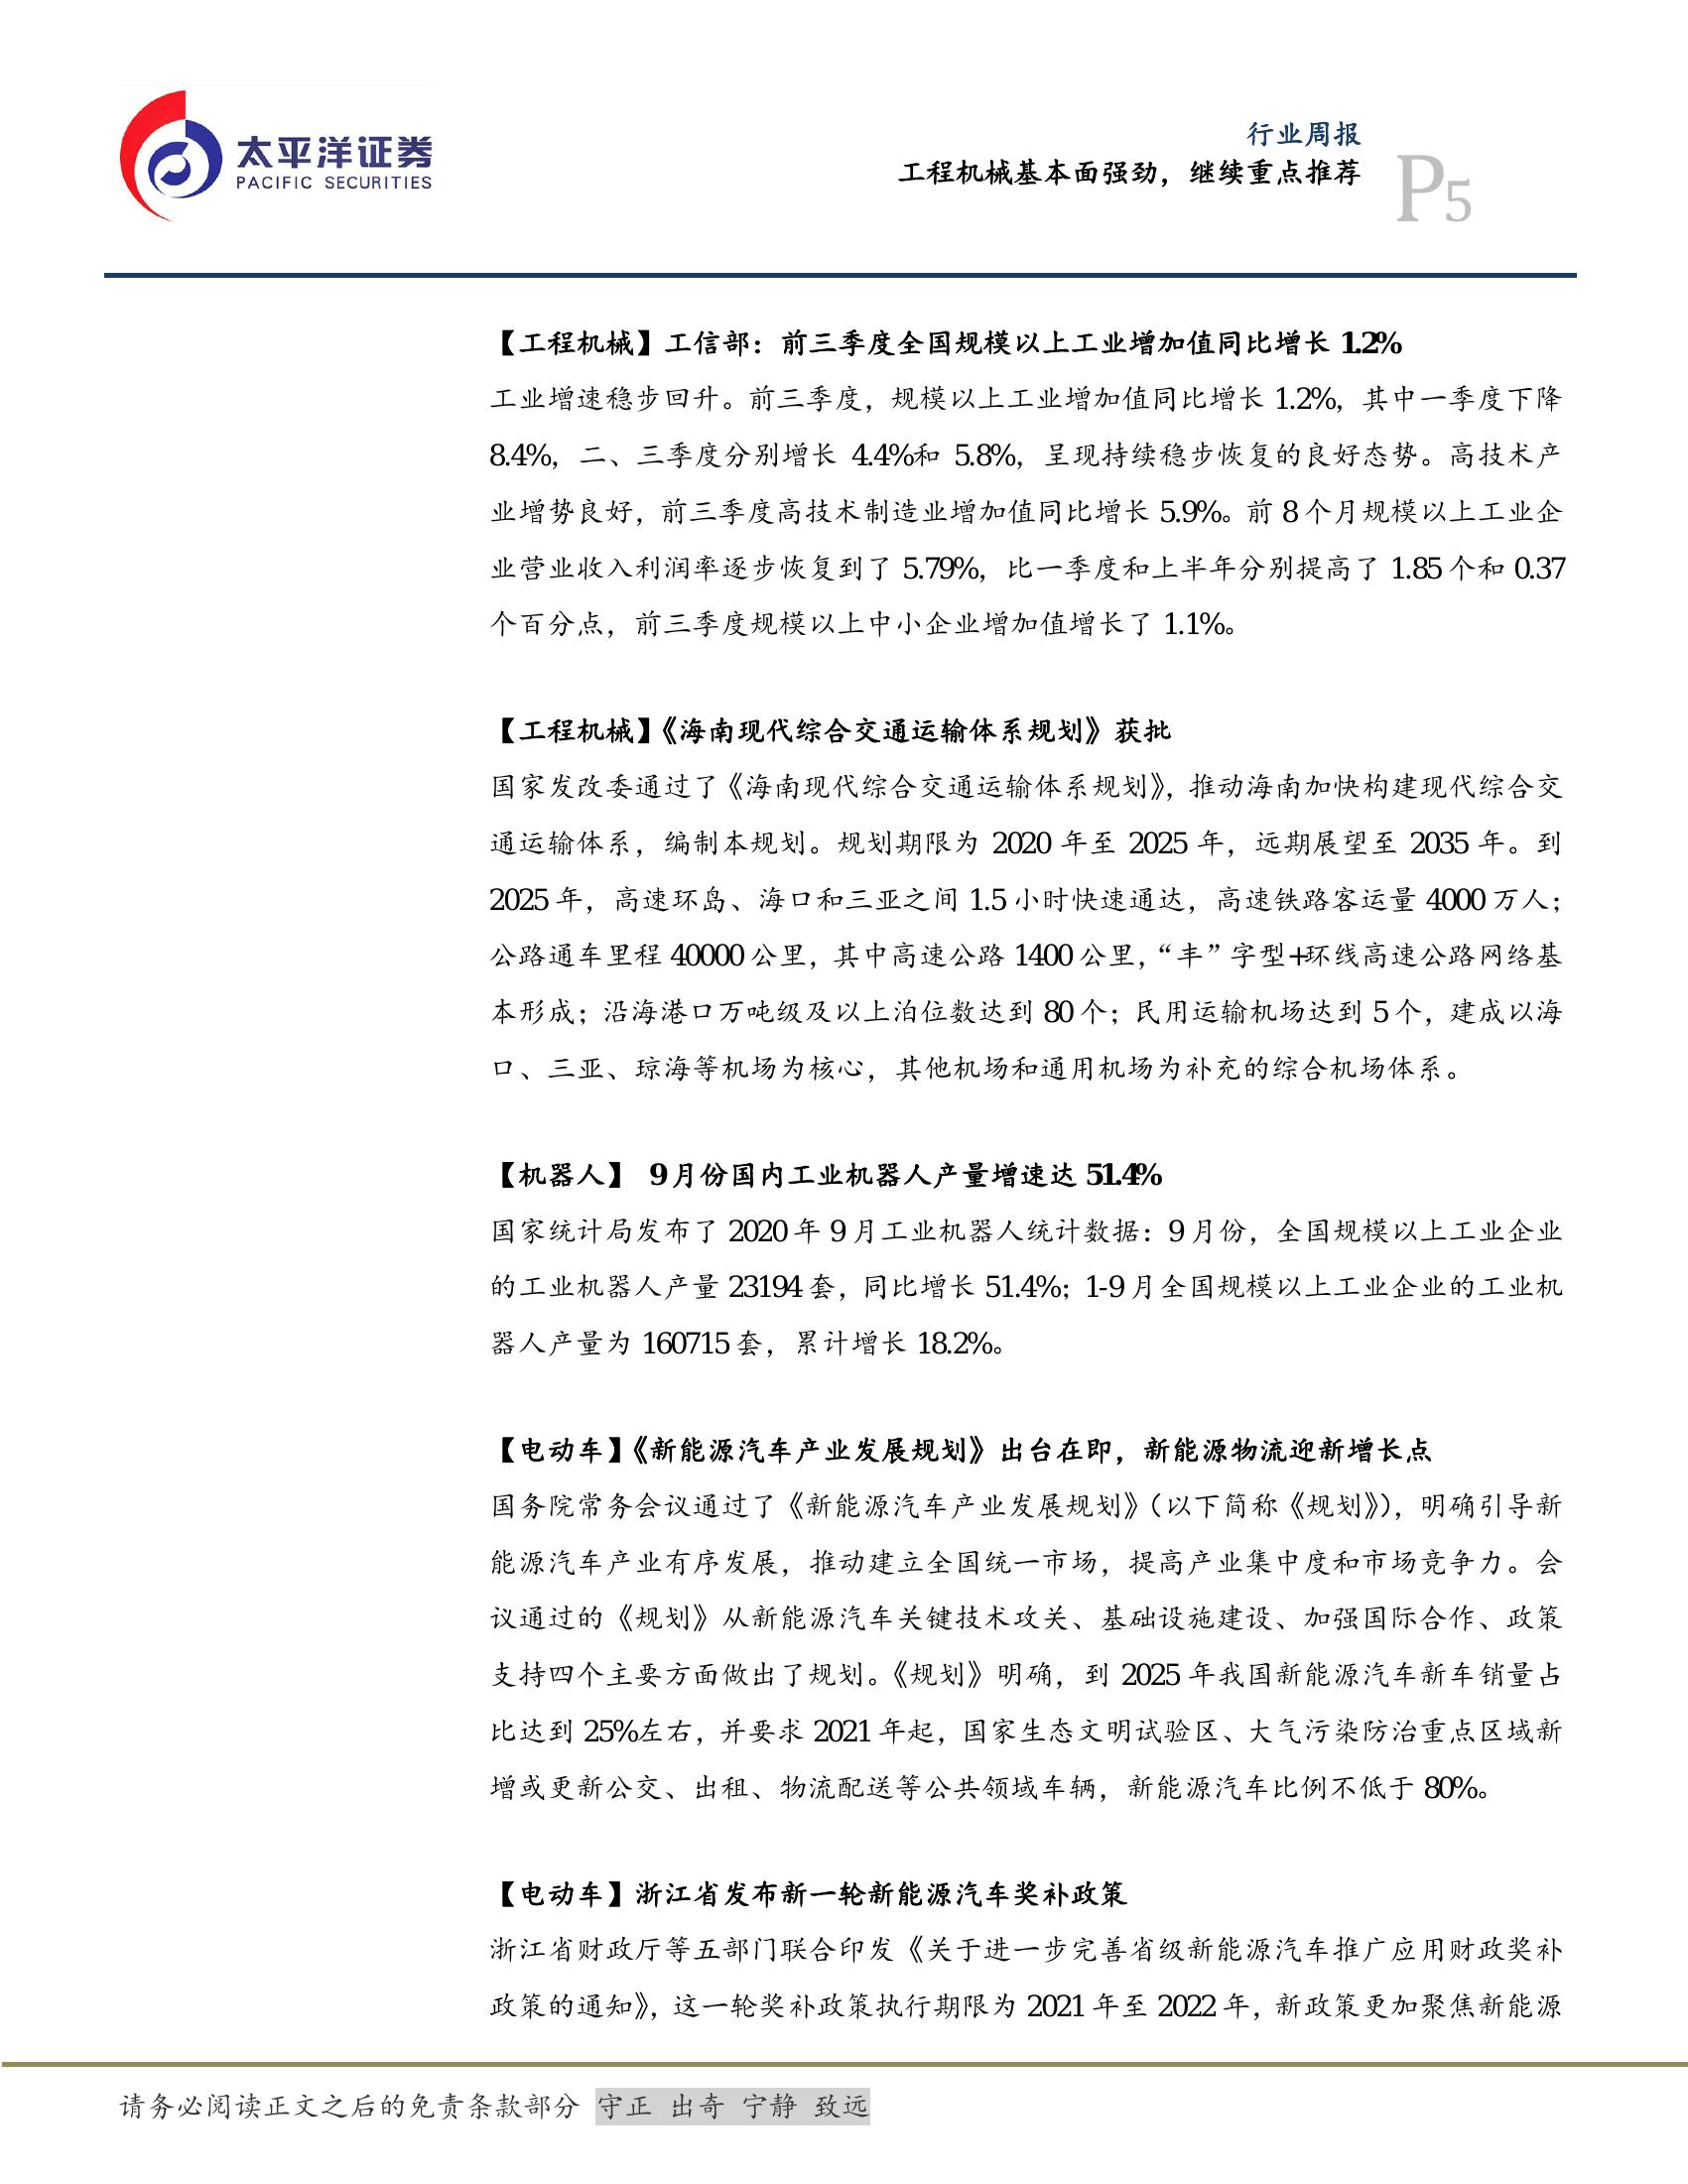 太平洋证券
PACIFIC SECURITIES
行业周报
工程机械基本面强劲，继续重点推荐
P5
【工程机械】工信部：前三季度全国规模以上工业增加值同比增长 1.2%
工业增速稳步回升。前三季度，规模以上工业增加值同比增长 1.2%，其中一季度下降
8.4%，二、三季度分别增长 4.4%和 5.8%，呈现持续稳步恢复的良好态势。高技术产
业增势良好，前三季度高技术制造业增加值同比增长 5.9%。前 8 个月规模以上工业企
业营业收入利润率逐步恢复到了 5.79%，比一季度和上半年分别提高了 1.85 个和 0.37
个百分点，前三季度规模以上中小企业增加值增长了 1.1%。
【工程机械】《海南现代综合交通运输体系规划》获批
国家发改委通过了《海南现代综合交通运输体系规划》，推动海南加快构建现代综合交
通运输体系，编制本规划。规划期限为 2020 年至 2025 年，远期展望至 2035 年。到
2025 年，高速环岛、海口和三亚之间 1.5 小时快速通达，高速铁路客运量 4000 万人；
公路通车里程 40000 公里，其中高速公路 1400 公里，“丰”字型+环线高速公路网络基
本形成；沿海港口万吨级及以上泊位数达到 80 个；民用运输机场达到 5 个，建成以海
口、三亚、琼海等机场为核心，其他机场和通用机场为补充的综合机场体系。
【机器人】 9 月份国内工业机器人产量增速达 51.4%
国家统计局发布了 2020 年 9 月工业机器人统计数据：9 月份，全国规模以上工业企业
的工业机器人产量 23194 套，同比增长 51.4%；1-9 月全国规模以上工业企业的工业机
器人产量为 160715 套，累计增长 18.2%。
【电动车】《新能源汽车产业发展规划》出台在即，新能源物流迎新增长点
国务院常务会议通过了《新能源汽车产业发展规划》（以下简称《规划》），明确引导新
能源汽车产业有序发展，推动建立全国统一市场，提高产业集中度和市场竞争力。会
议通过的《规划》从新能源汽车关键技术攻关、基础设施建设、加强国际合作、政策
支持四个主要方面做出了规划。《规划》明确，到 2025 年我国新能源汽车新车销量占
比达到 25%左右，并要求 2021 年起，国家生态文明试验区、大气污染防治重点区域新
增或更新公交、出租、物流配送等公共领域车辆，新能源汽车比例不低于 80%。
【电动车】浙江省发布新一轮新能源汽车奖补政策
浙江省财政厅等五部门联合印发《关于进一步完善省级新能源汽车推广应用财政奖补
政策的通知》，这一轮奖补政策执行期限为 2021 年至 2022 年，新政策更加聚焦新能源
请务必阅读正文之后的免责条款部分 守正 出奇 宁静 致远